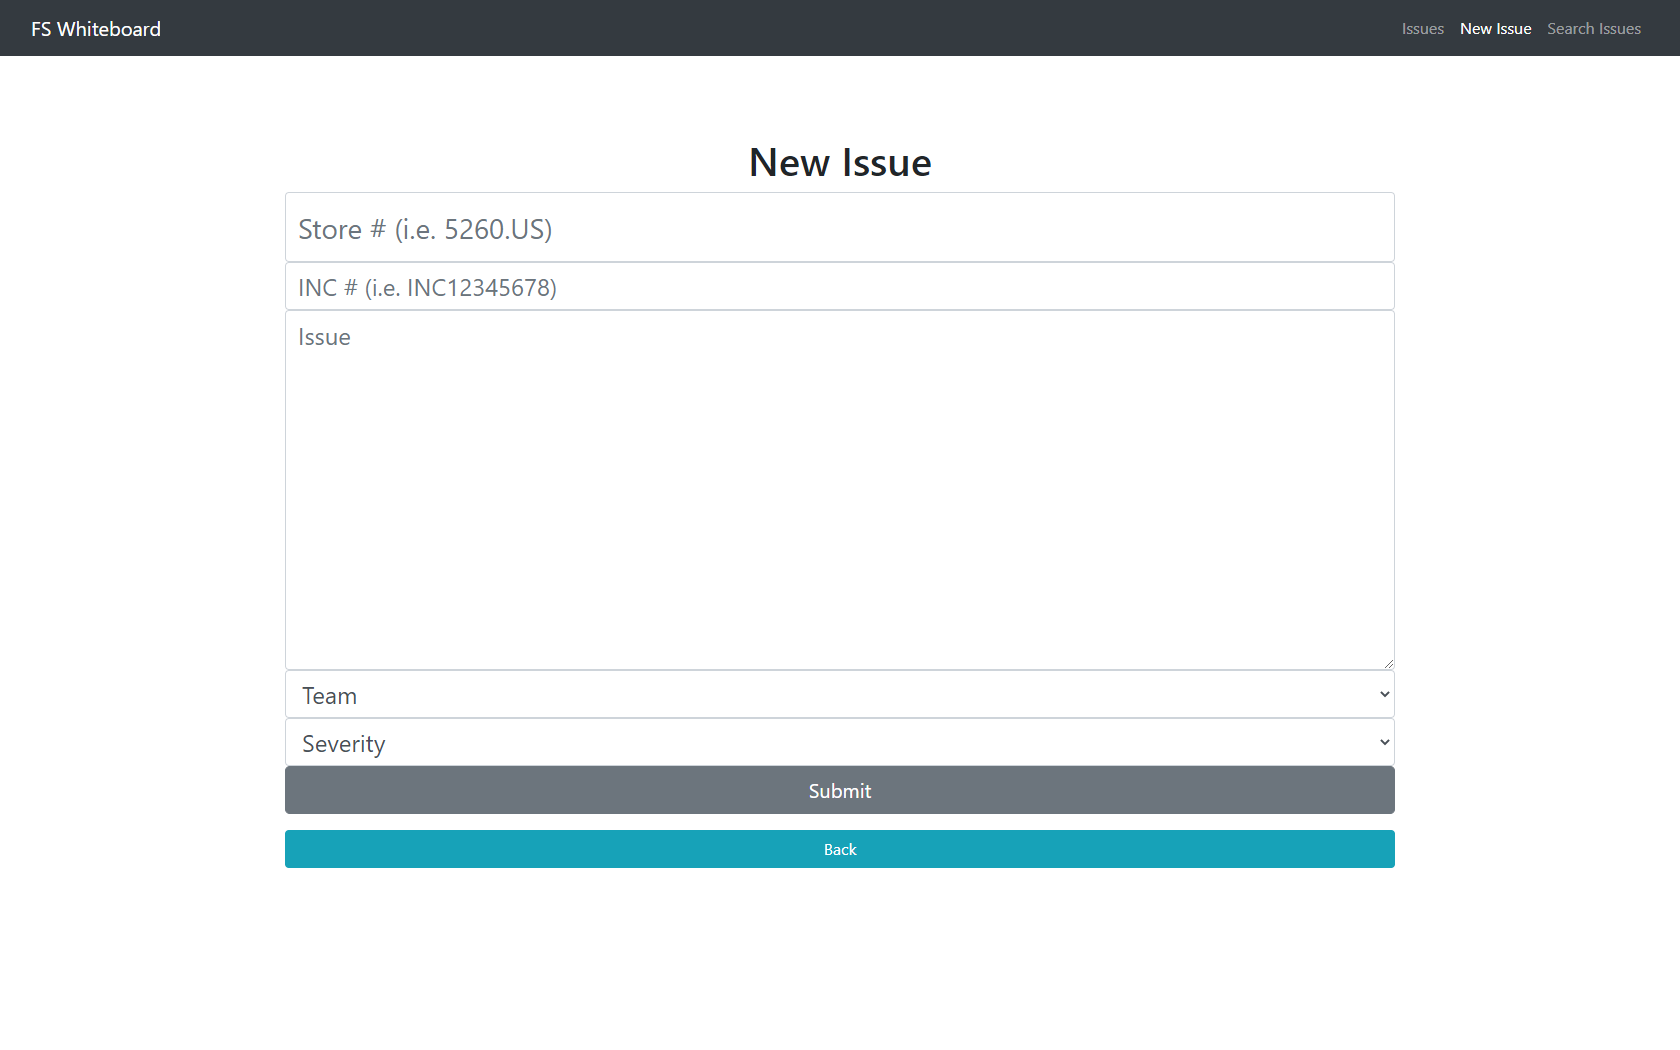 FS Whiteboard
Issues New Issue Search Issues
New Issue
Store # (i.e. 5260.US)
INC # (i.e. INC12345678)
Issue
Team
Severity
Submit
Back